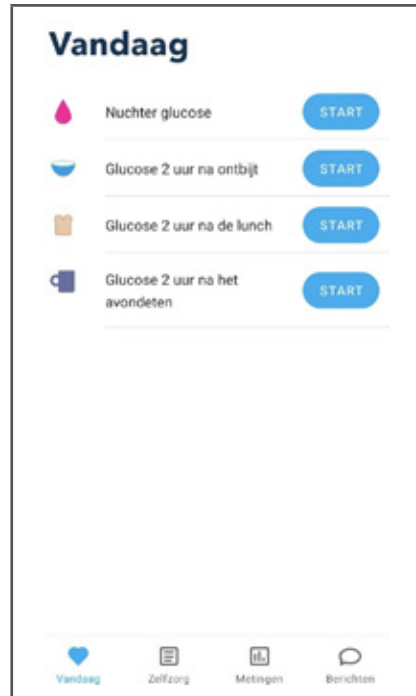 Vandaag
Nuchter glucose START
Glucose 2 uur na ontbijt START
Glucose 2 uur na de lunch START
Glucose 2 uur na het
avondeten START
Vandaag Zelfzorg Metingen Berichten